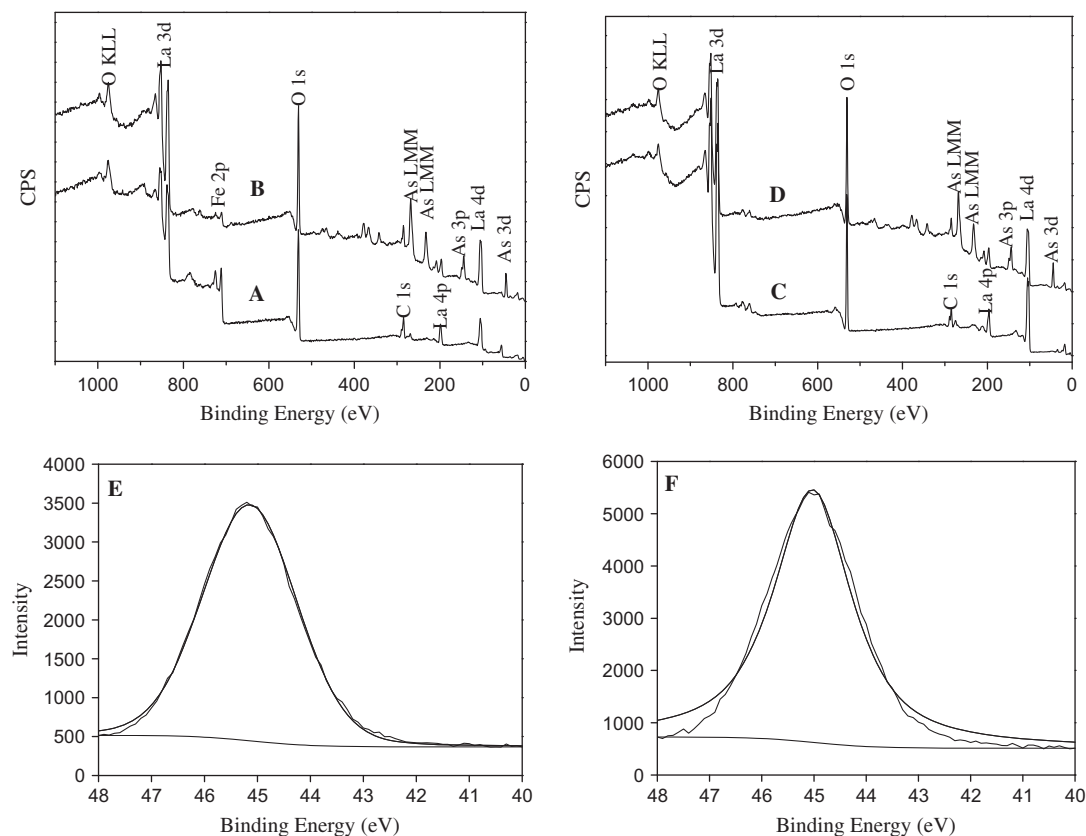 O KLL
La 3d
Fe 2p
O 1s
As LMM
As LMM
As 3p
La 4d
As 3d
B
A
C 1s
La 4p
CPS
1000 800 600 400 200 0
Binding Energy (eV)
O KLL
La 3d
O 1s
As LMM
As LMM
As 3p
La 4d
As 3d
D
C
C 1s
La 4p
CPS
1000 800 600 400 200 0
Binding Energy (eV)
E
4000
3500
3000
2500
2000
1500
1000
500
0
Intensity
48 47 46 45 44 43 42 41 40
Binding Energy (eV)
F
6000
5000
4000
3000
2000
1000
0
Intensity
48 47 46 45 44 43 42 41 40
Binding Energy (eV)